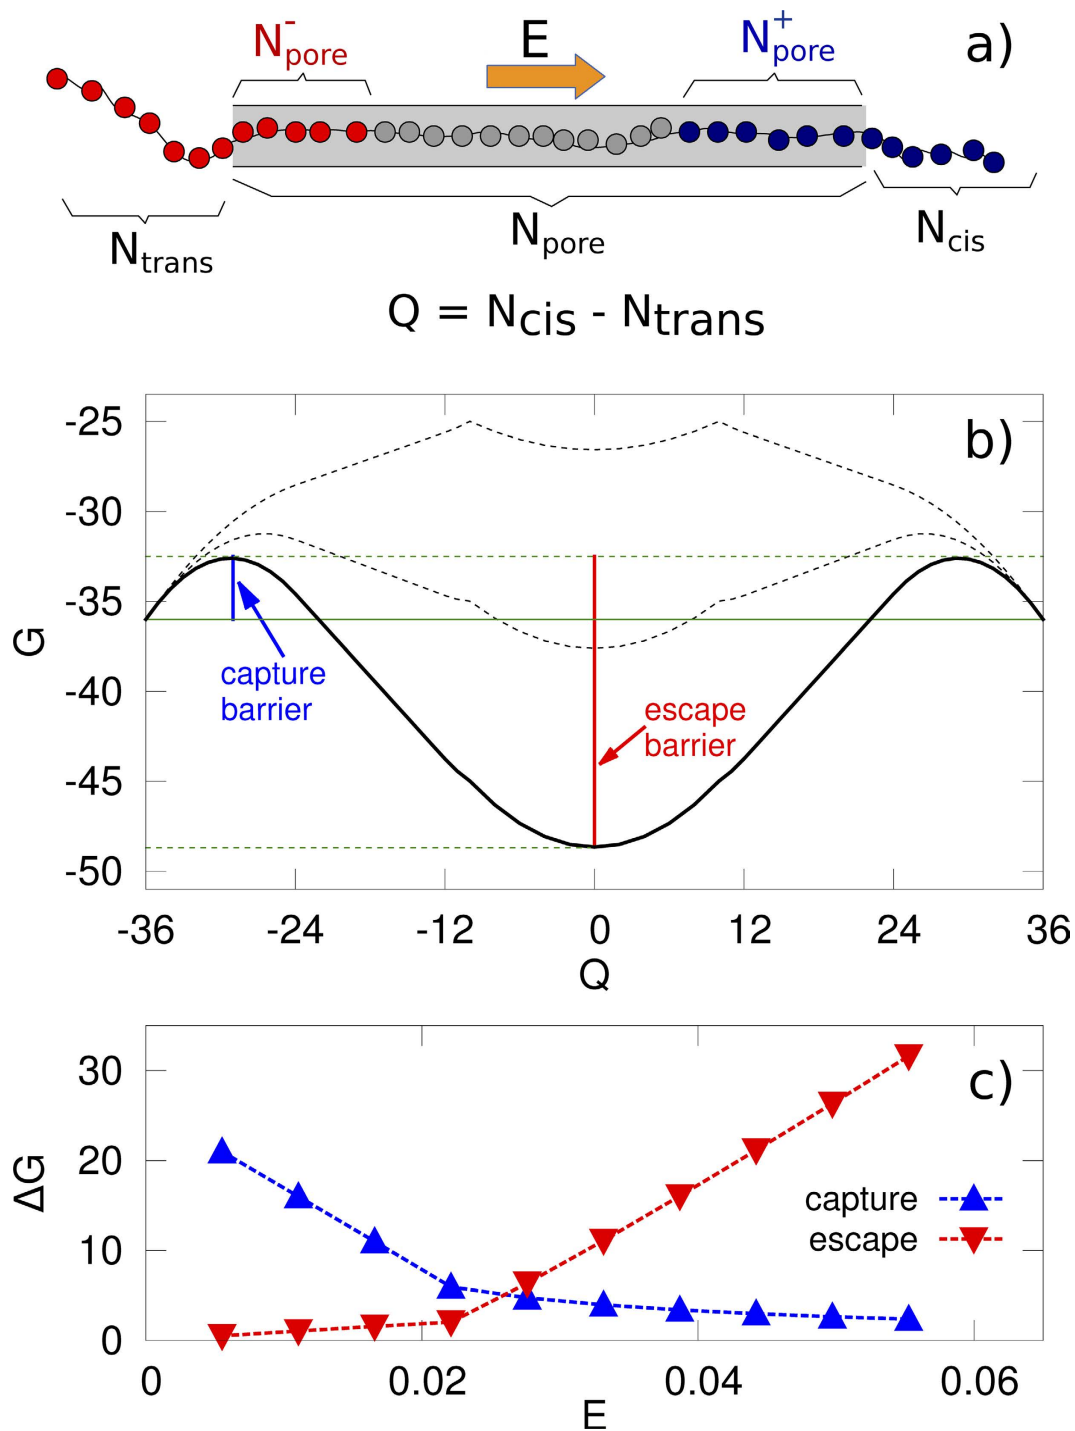 N⁻pore E N⁺pore a)
Ntrans Npore Ncis
Q = Ncis - Ntrans
b)
G
-25
-30
-35
-40
-45
-50
capture
barrier
escape
barrier
-36 -24 -12 0 12 24 36
Q
c)
ΔG
30
20
10
0
capture
escape
0 0.02 0.04 0.06
E